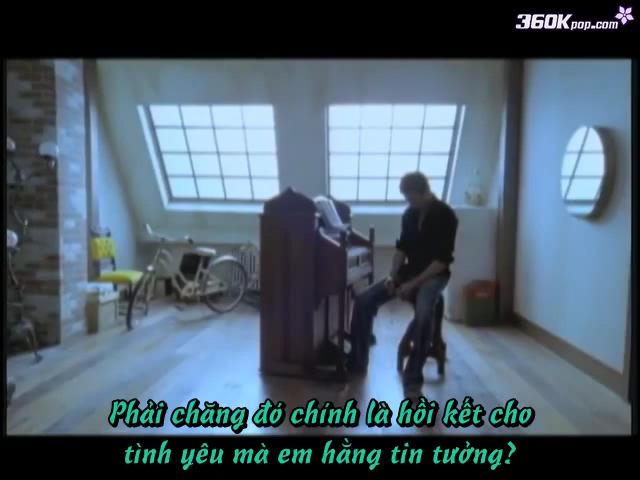 360Kpop.com
Phải chăng đó chính là hồi kết cho
tình yêu mà em hằng tin tưởng?